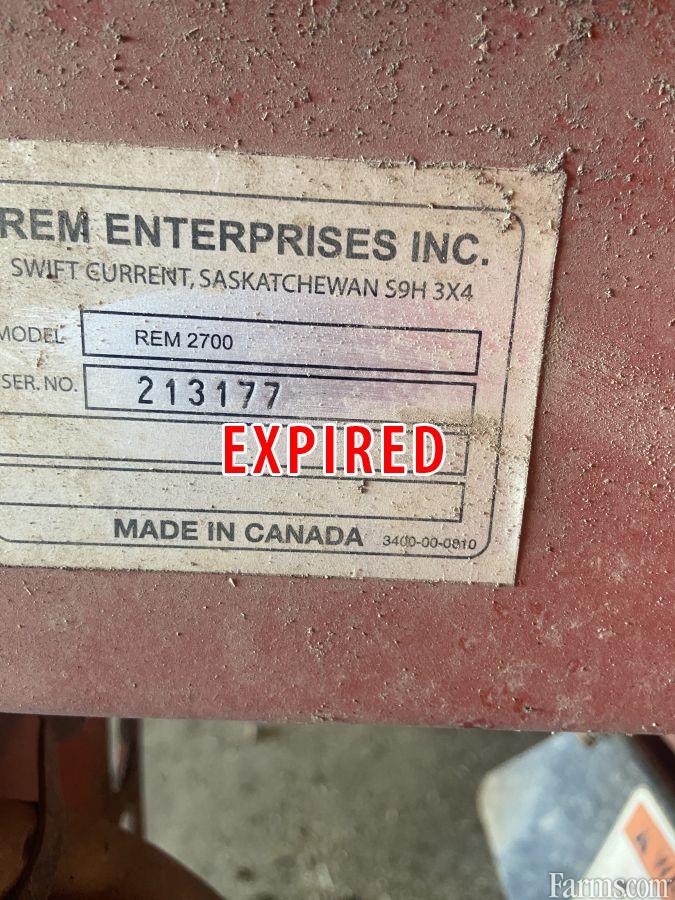 REM ENTERPRISES INC.
SWIFT CURRENT, SASKATCHEWAN S9H 3X4
MODEL REM 2700
SER. NO. 213177
EXPIRED
MADE IN CANADA 3400-00-0810
Farms.com